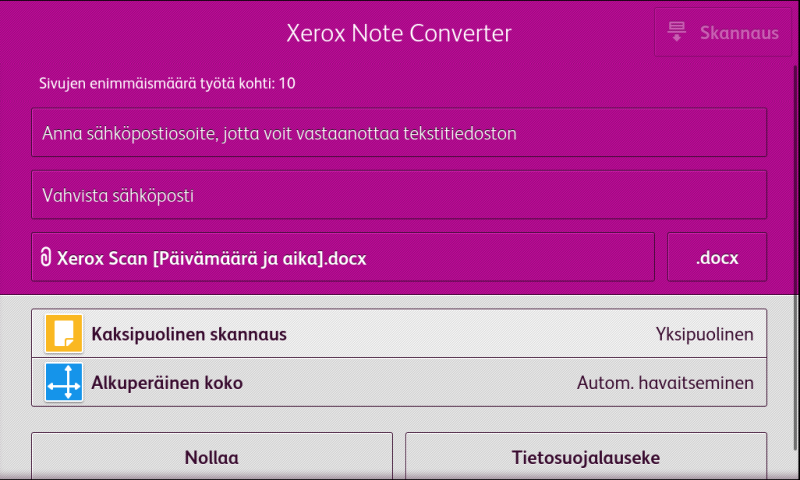 Xerox Note Converter
Skannaus
Sivujen enimmäismäärä työtä kohti: 10
Anna sähköpostiosoite, jotta voit vastaanottaa tekstitiedoston
Vahvista sähköposti
Xerox Scan [Päivämäärä ja aika].docx
.docx
Kaksipuolinen skannaus
Yksipuolinen
Alkuperäinen koko
Autom. havaitseminen
Nollaa
Tietosuojalauseke